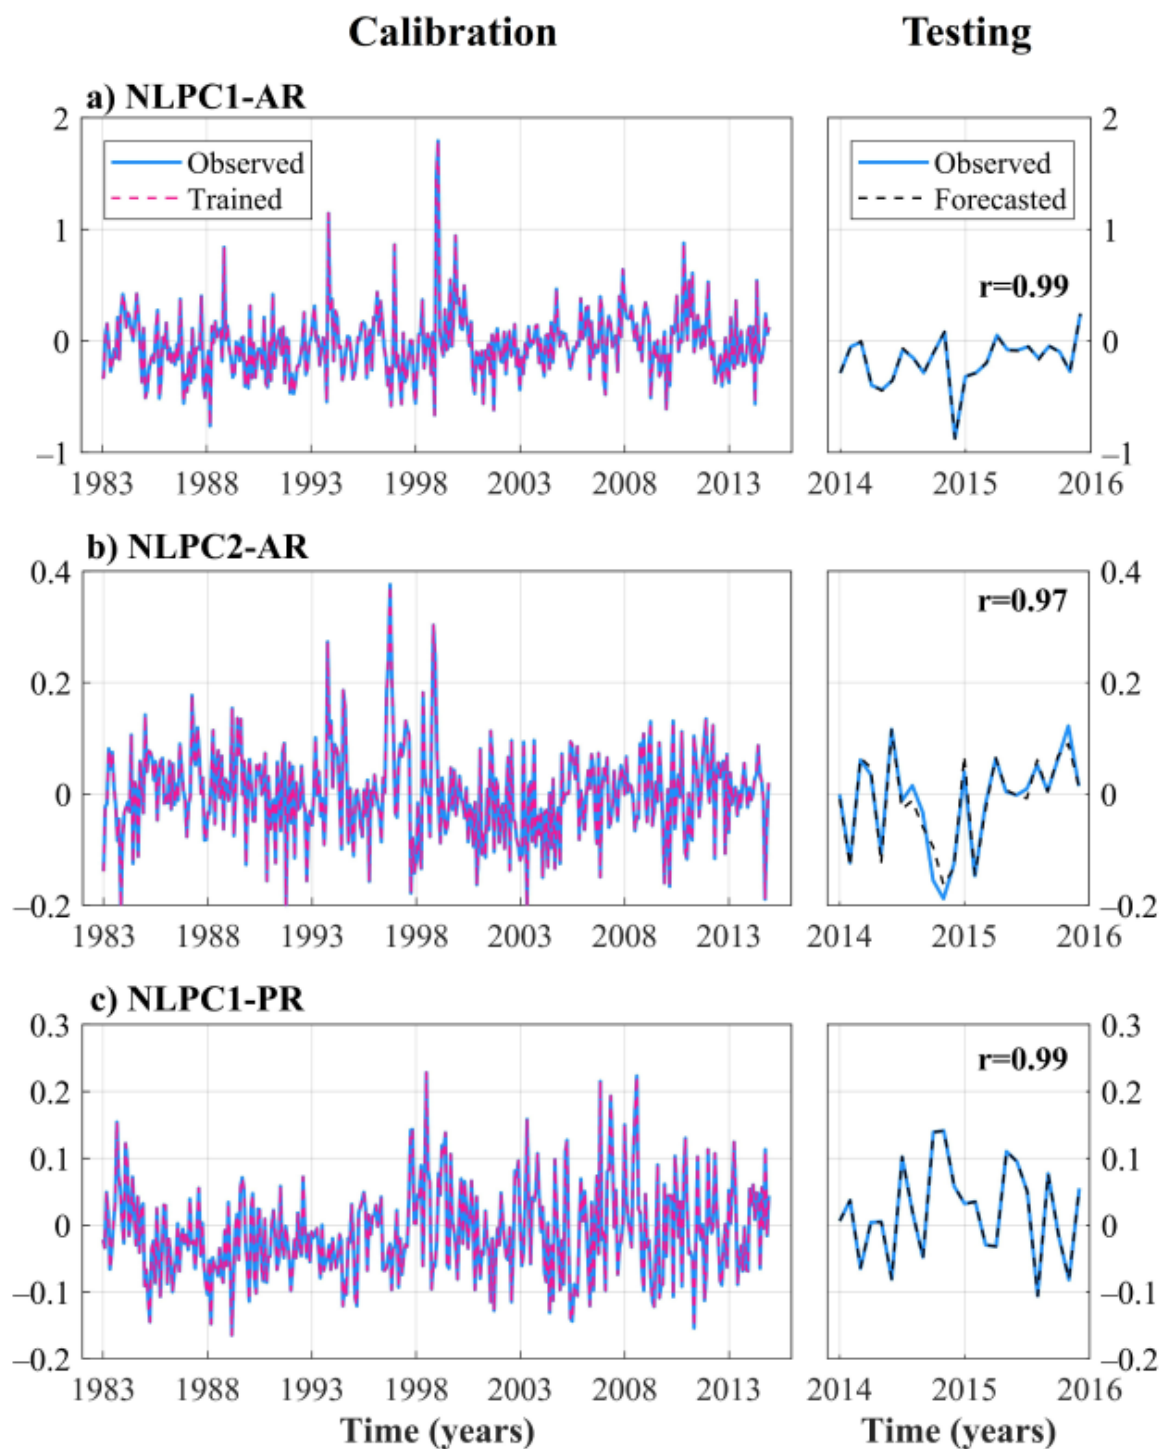 Calibration Testing
a) NLPC1-AR
2 2
Observed Observed
Trained Forecasted
1 1
r=0.99
0 0
–1 –1
1983 1988 1993 1998 2003 2008 2013 2014 2015 2016
b) NLPC2-AR
0.4 0.4
r=0.97
0.2 0.2
0 0
–0.2 –0.2
1983 1988 1993 1998 2003 2008 2013 2014 2015 2016
c) NLPC1-PR
0.3 0.3
r=0.99
0.2 0.2
0.1 0.1
0 0
–0.1 –0.1
–0.2 –0.2
1983 1988 1993 1998 2003 2008 2013 2014 2015 2016
Time (years) Time (years)